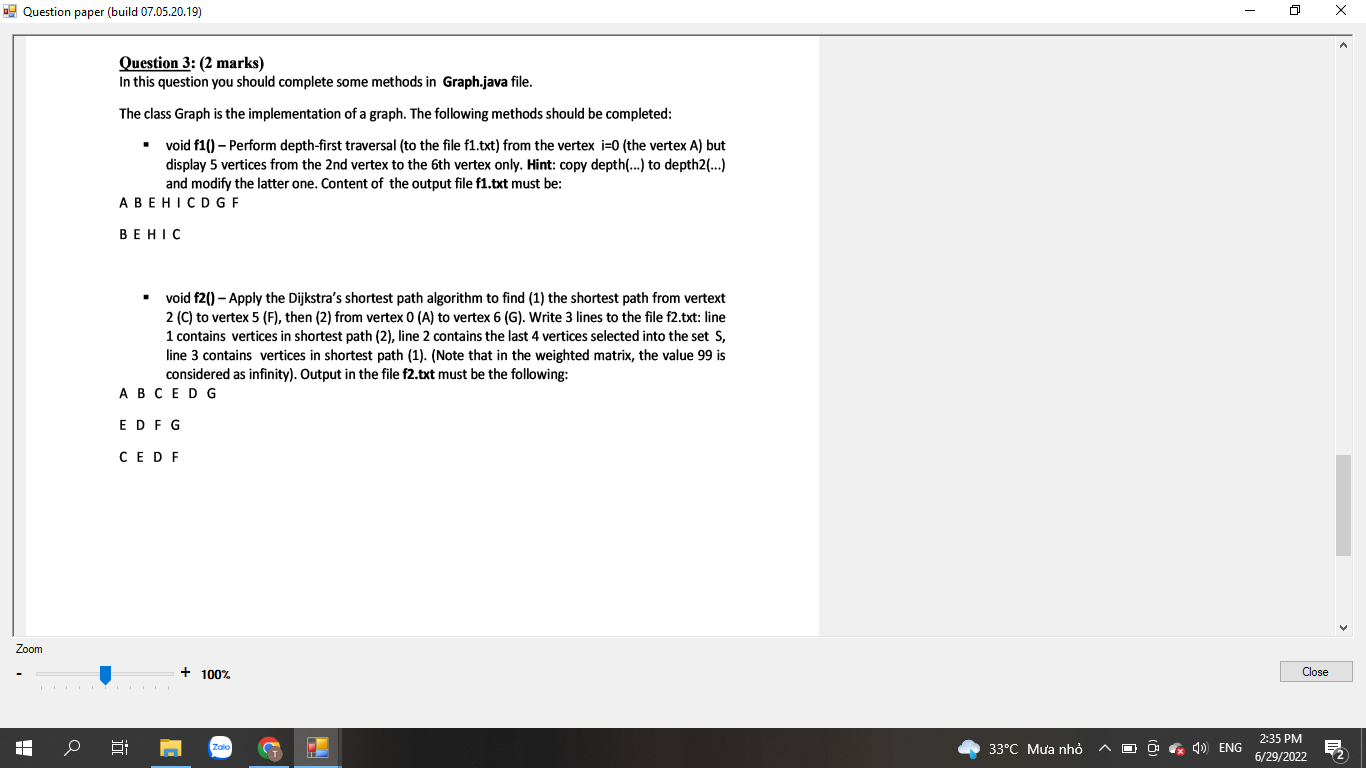 Question paper (build 07.05.20.19)
Question 3: (2 marks)
In this question you should complete some methods in Graph.java file.
The class Graph is the implementation of a graph. The following methods should be completed:
▪ void f1() – Perform depth-first traversal (to the file f1.txt) from the vertex i=0 (the vertex A) but
display 5 vertices from the 2nd vertex to the 6th vertex only. Hint: copy depth(...) to depth2(...)
and modify the latter one. Content of the output file f1.txt must be:
A B E H I C D G F
B E H I C
▪ void f2() – Apply the Dijkstra's shortest path algorithm to find (1) the shortest path from vertext
2 (C) to vertex 5 (F), then (2) from vertex 0 (A) to vertex 6 (G). Write 3 lines to the file f2.txt: line
1 contains vertices in shortest path (2), line 2 contains the last 4 vertices selected into the set S,
line 3 contains vertices in shortest path (1). (Note that in the weighted matrix, the value 99 is
considered as infinity). Output in the file f2.txt must be the following:
A B C E D G
E D F G
C E D F
Zoom
- + 100%
Close
Zalo
T
33°C Mưa nhỏ
ENG
2:35 PM
6/29/2022
2